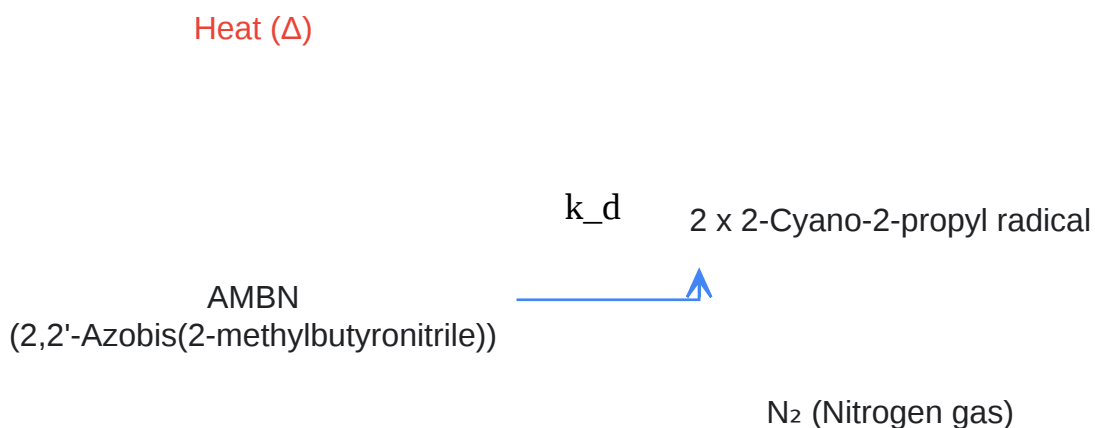 Heat (Δ)
k_d
2 x 2-Cyano-2-propyl radical
AMBN
(2,2'-Azobis(2-methylbutyronitrile))
N₂ (Nitrogen gas)